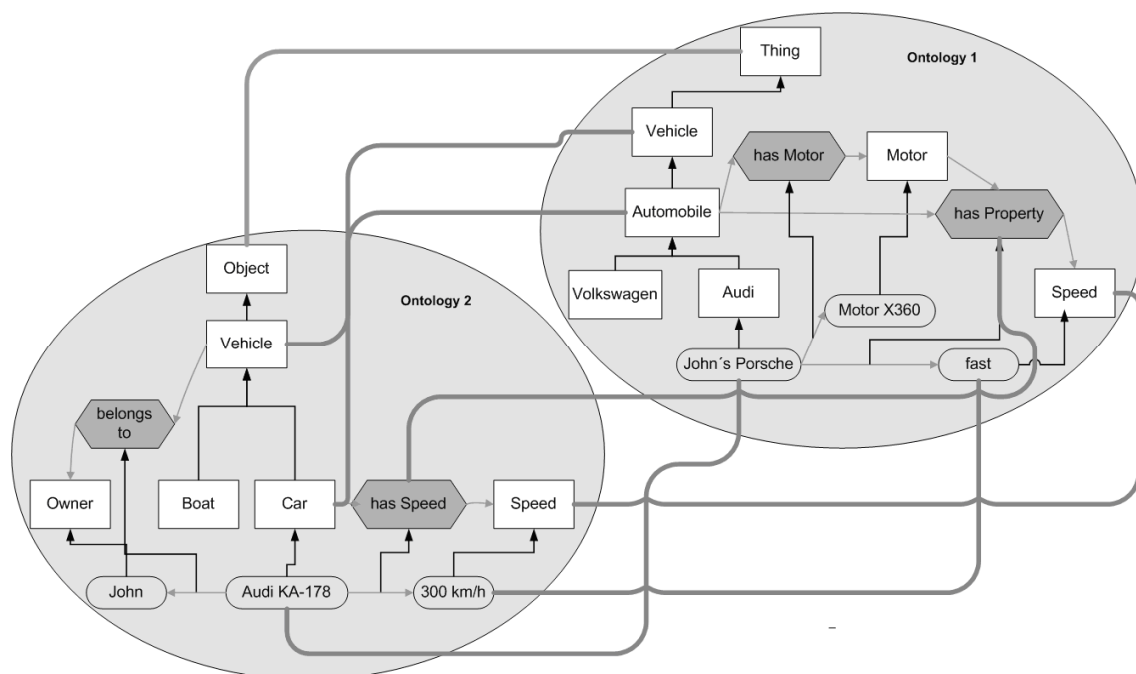 Thing
Ontology 1
Vehicle
has Motor
Motor
Automobile
has Property
Object
Ontology 2
Volkswagen
Audi
Motor X360
Speed
Vehicle
John´s Porsche
fast
belongs
to
Owner
Boat
Car
has Speed
Speed
John
Audi KA-178
300 km/h